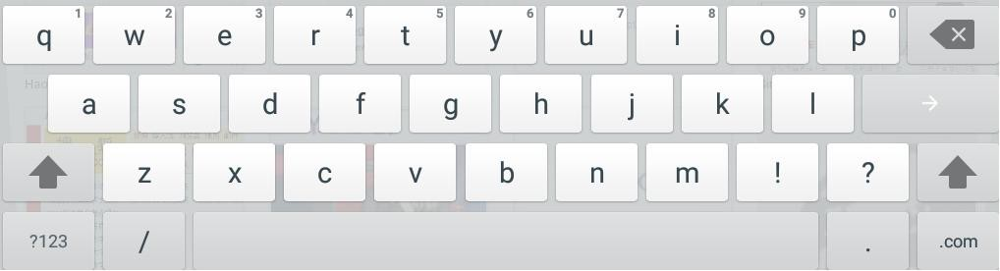 q 1 w 2 e 3 r 4 t 5 y 6 u 7 i 8 o 9 p 0
a s d f g h j k l
z x c v b n m ! ?
?123 / . .com